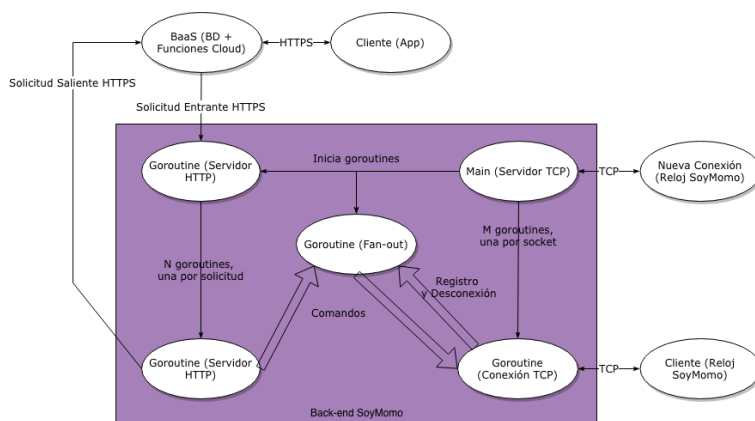 BaaS (BD +
Funciones Cloud)
HTTPS
Cliente (App)
Solicitud Saliente HTTPS
Solicitud Entrante HTTPS
Goroutine (Servidor
HTTP)
Inicia goroutines
Main (Servidor TCP)
TCP
Nueva Conexión
(Reloj SoyMomo)
M goroutines,
una por socket
Goroutine (Fan-out)
N goroutines,
una por solicitud
Registro
y Desconexión
Comandos
Goroutine (Servidor
HTTP)
Goroutine
(Conexión TCP)
TCP
Cliente (Reloj
SoyMomo)
Back-end SoyMomo